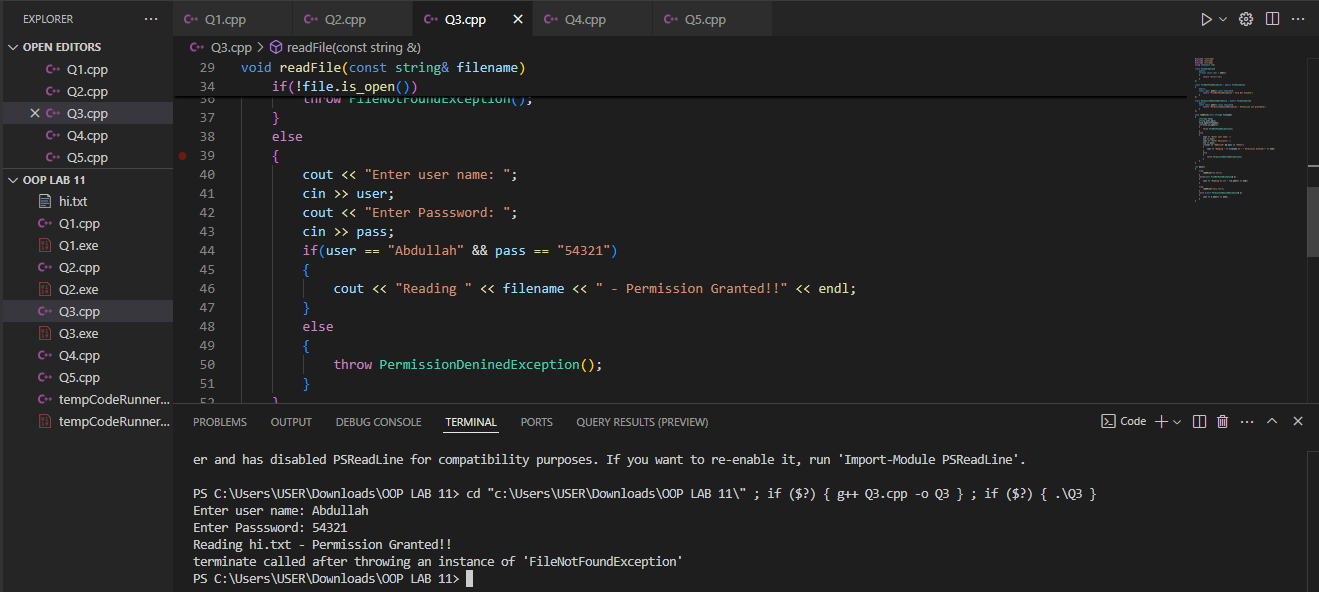 EXPLORER
Q1.cpp
Q2.cpp
Q3.cpp
Q4.cpp
Q5.cpp
OPEN EDITORS
Q1.cpp
Q2.cpp
Q3.cpp
Q4.cpp
Q5.cpp
OOP LAB 11
hi.txt
Q1.cpp
Q1.exe
Q2.cpp
Q2.exe
Q3.cpp
Q3.exe
Q4.cpp
Q5.cpp
tempCodeRunner...
tempCodeRunner...
Q3.cpp > readFile(const string &)
29 void readFile(const string& filename)
34 if(!file.is_open())
36 throw FileNotFoundException();
37 }
38 else
39 {
40 cout << "Enter user name: ";
41 cin >> user;
42 cout << "Enter Passsword: ";
43 cin >> pass;
44 if(user == "Abdullah" && pass == "54321")
45 {
46 cout << "Reading " << filename << " - Permission Granted!!" << endl;
47 }
48 else
49 {
50 throw PermissionDeninedException();
51 }
52 }
PROBLEMS OUTPUT DEBUG CONSOLE TERMINAL PORTS QUERY RESULTS (PREVIEW)
Code
er and has disabled PSReadLine for compatibility purposes. If you want to re-enable it, run 'Import-Module PSReadLine'.
PS C:\Users\USER\Downloads\OOP LAB 11> cd "c:\Users\USER\Downloads\OOP LAB 11\" ; if ($?) { g++ Q3.cpp -o Q3 } ; if ($?) { .\Q3 }
Enter user name: Abdullah
Enter Passsword: 54321
Reading hi.txt - Permission Granted!!
terminate called after throwing an instance of 'FileNotFoundException'
PS C:\Users\USER\Downloads\OOP LAB 11>